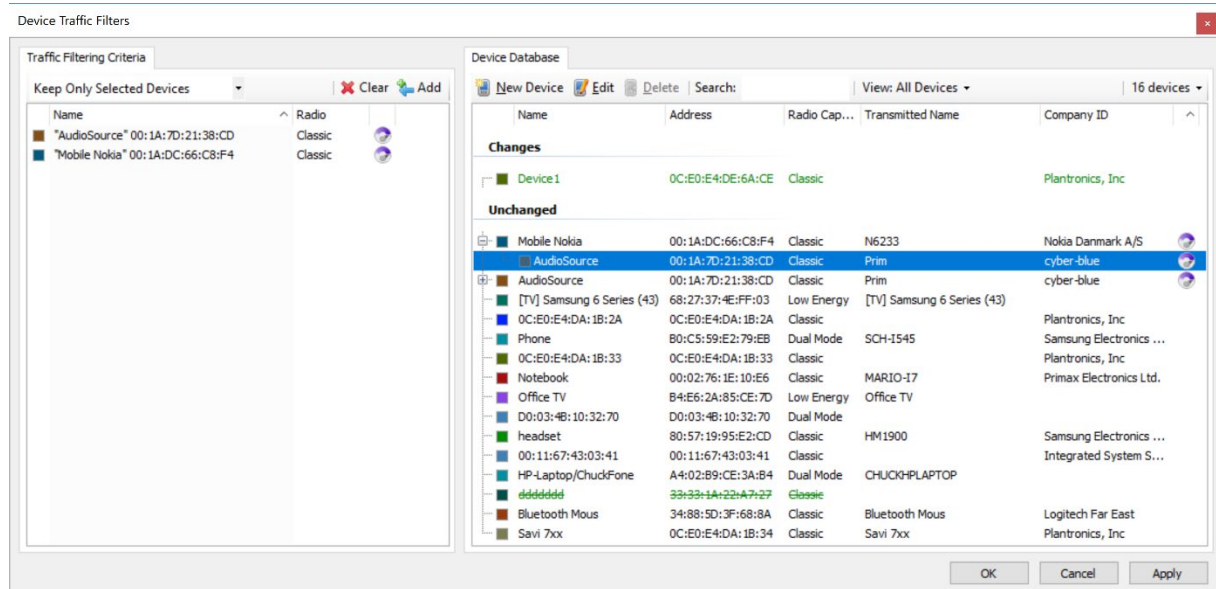 Device Traffic Filters
Traffic Filtering Criteria
Keep Only Selected Devices Clear Add
Name Radio
"AudioSource" 00:1A:7D:21:38:CD Classic
"Mobile Nokia" 00:1A:DC:66:C8:F4 Classic
Device Database
New Device Edit Delete Search: View: All Devices 16 devices
Name Address Radio Cap... Transmitted Name Company ID
Changes
Device1 0C:E0:E4:DE:6A:CE Classic Plantronics, Inc
Unchanged
Mobile Nokia 00:1A:DC:66:C8:F4 Classic N6233 Nokia Danmark A/S
AudioSource 00:1A:7D:21:38:CD Classic Prim cyber-blue
AudioSource 00:1A:7D:21:38:CD Classic Prim cyber-blue
[TV] Samsung 6 Series (43) 68:27:37:4E:FF:03 Low Energy [TV] Samsung 6 Series (43)
0C:E0:E4:DA:1B:2A 0C:E0:E4:DA:1B:2A Classic Plantronics, Inc
Phone B0:C5:59:E2:79:EB Dual Mode SCH-I545 Samsung Electronics ...
0C:E0:E4:DA:1B:33 0C:E0:E4:DA:1B:33 Classic Plantronics, Inc
Notebook 00:02:76:1E:10:E6 Classic MARIO-I7 Primax Electronics Ltd.
Office TV B4:E6:2A:85:CE:7D Low Energy Office TV
D0:03:4B:10:32:70 D0:03:4B:10:32:70 Dual Mode
headset 80:57:19:95:E2:CD Classic HM1900 Samsung Electronics ...
00:11:67:43:03:41 00:11:67:43:03:41 Classic Integrated System S...
HP-Laptop/ChuckFone A4:02:B9:CE:3A:B4 Dual Mode CHUCKHPLAPTOP
ddddddd 33:33:1A:22:A7:27 Classic
Bluetooth Mous 34:88:5D:3F:68:8A Classic Bluetooth Mous Logitech Far East
Savi 7xx 0C:E0:E4:DA:1B:34 Classic Savi 7xx Plantronics, Inc
OK Cancel Apply